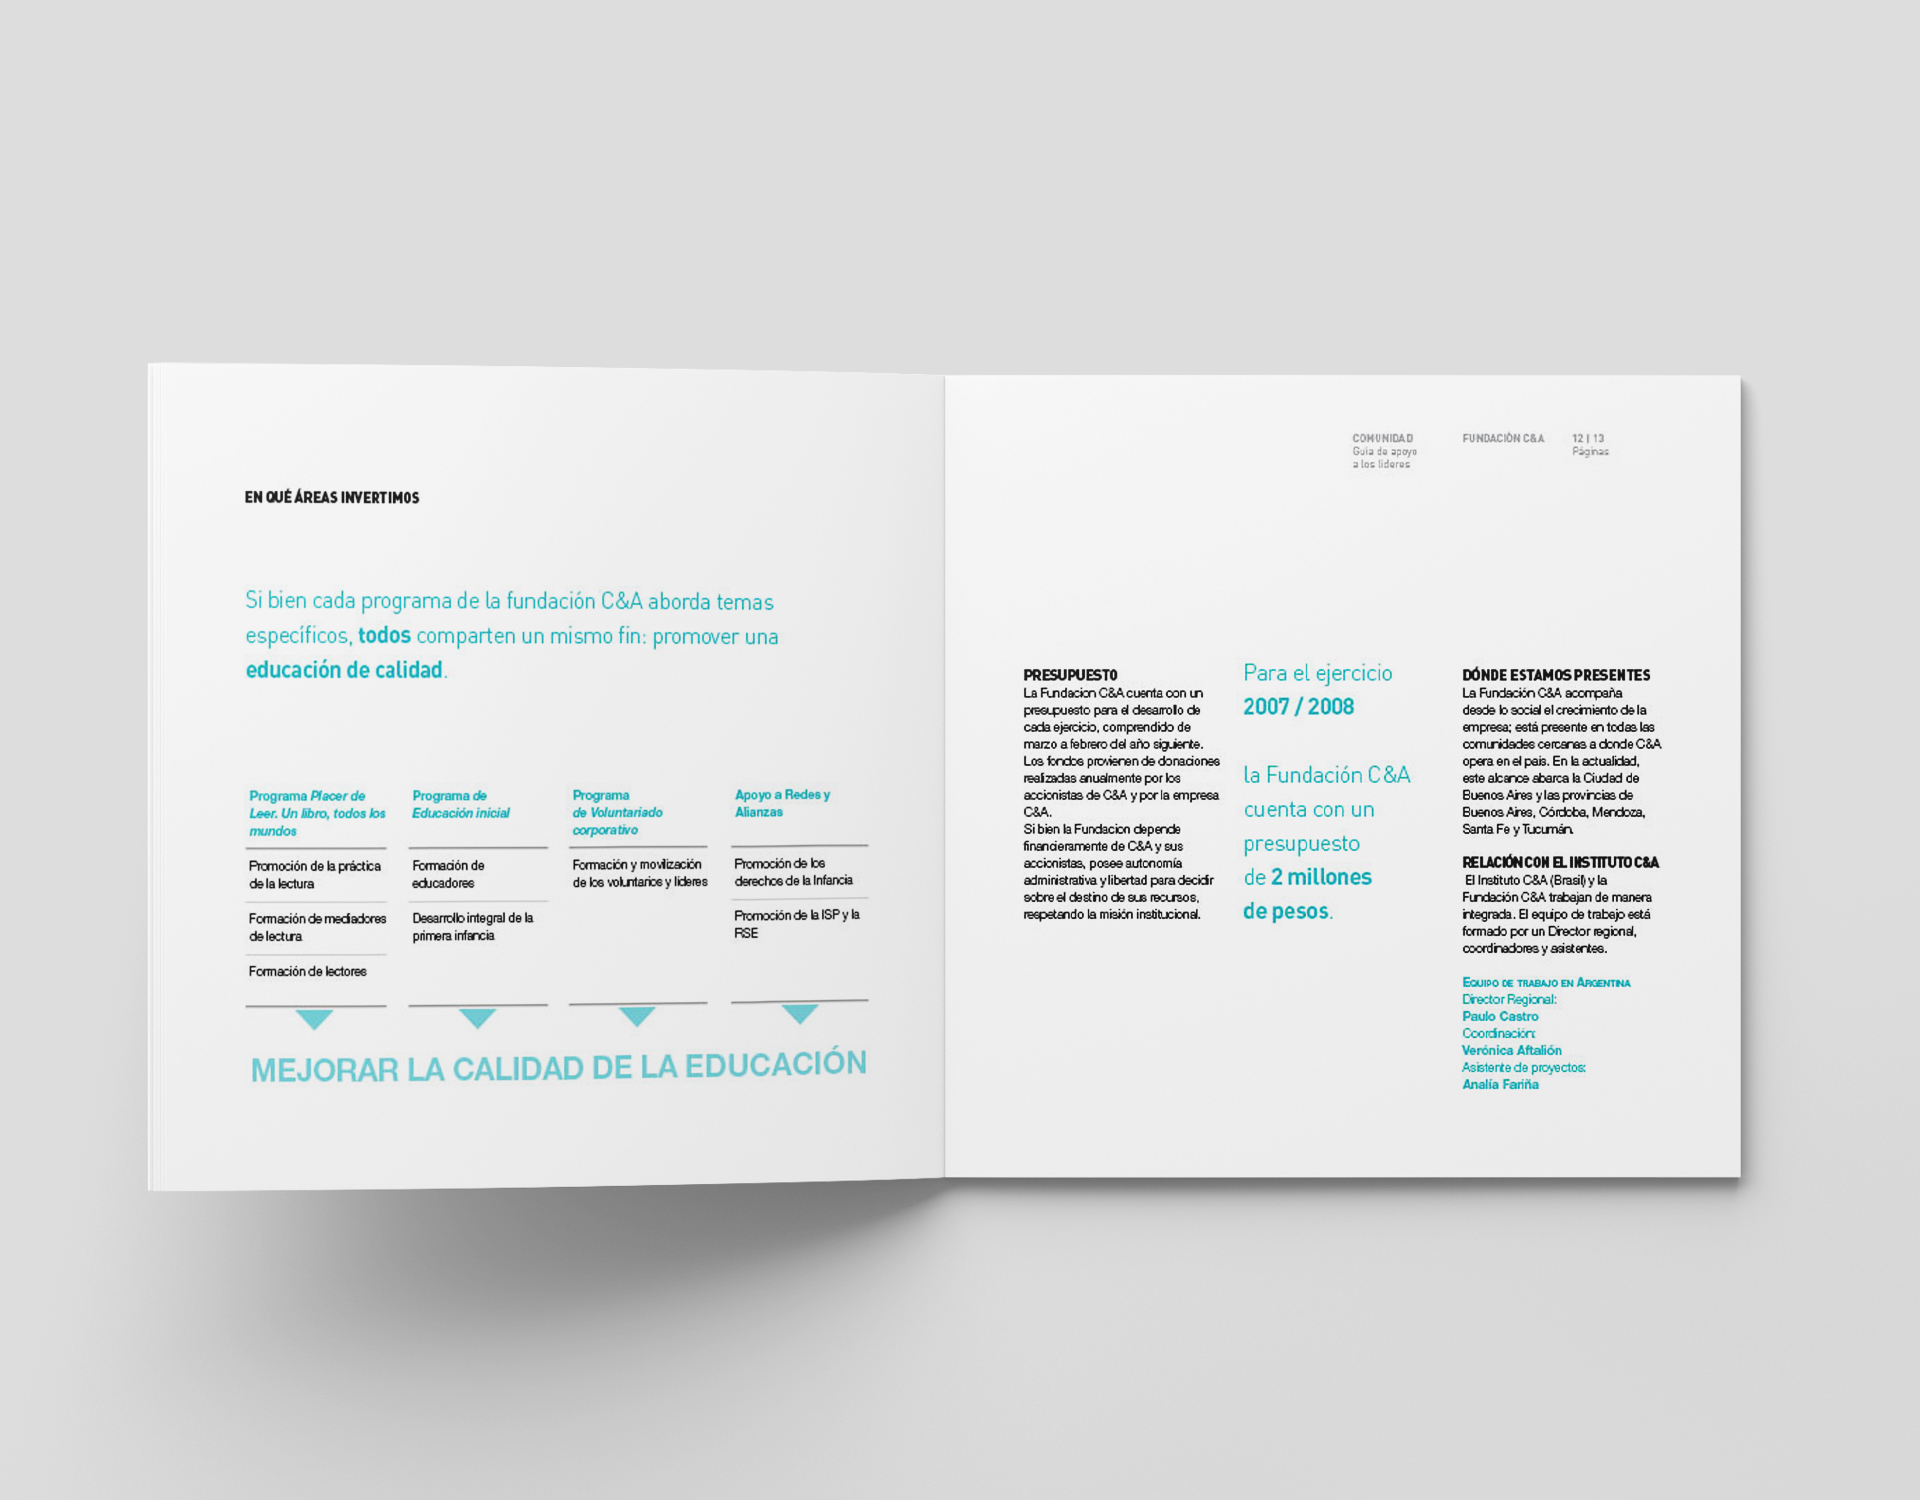 EN QUÉ ÁREAS INVERTIMOS
Si bien cada programa de la fundación C&A aborda temas
específicos, todos comparten un mismo fin: promover una
educación de calidad.
Programa Placer de
Leer. Un libro, todos los
mundos
Promoción de la práctica
de la lectura
Formación de mediadores
de lectura
Formación de lectores
Programa de
Educación inicial
Formación de
educadores
Desarrollo integral de la
primera infancia
Programa
de Voluntariado
corporativo
Formación y movilización
de los voluntarios y líderes
Apoyo a Redes y
Alianzas
Promoción de los
derechos de la Infancia
Promoción de la ISP y la
RSE
MEJORAR LA CALIDAD DE LA EDUCACIÓN
COMUNIDAD
Guía de apoyo
a los líderes
FUNDACIÓN C&A
12 | 13
Páginas
PRESUPUESTO
La Fundacion C&A cuenta con un
presupuesto para el desarrollo de
cada ejercicio, comprendido de
marzo a febrero del año siguiente.
Los fondos provienen de donaciones
realizadas anualmente por los
accionistas de C&A y por la empresa
C&A.
Si bien la Fundacion depende
financieramente de C&A y sus
accionistas, posee autonomía
administrativa y libertad para decidir
sobre el destino de sus recursos,
respetando la misión institucional.
Para el ejercicio
2007 / 2008
la Fundación C&A
cuenta con un
presupuesto
de 2 millones
de pesos.
DÓNDE ESTAMOS PRESENTES
La Fundación C&A acompaña
desde lo social el crecimiento de la
empresa; está presente en todas las
comunidades cercanas a donde C&A
opera en el país. En la actualidad,
este alcance abarca la Ciudad de
Buenos Aires y las provincias de
Buenos Aires, Córdoba, Mendoza,
Santa Fe y Tucumán.
RELACIÓN CON EL INSTITUTO C&A
El Instituto C&A (Brasil) y la
Fundación C&A trabajan de manera
integrada. El equipo de trabajo está
formado por un Director regional,
coordinadores y asistentes.
EQUIPO DE TRABAJO EN ARGENTINA
Director Regional:
Paulo Castro
Coordinación:
Verónica Aftalión
Asistente de proyectos:
Analía Fariña